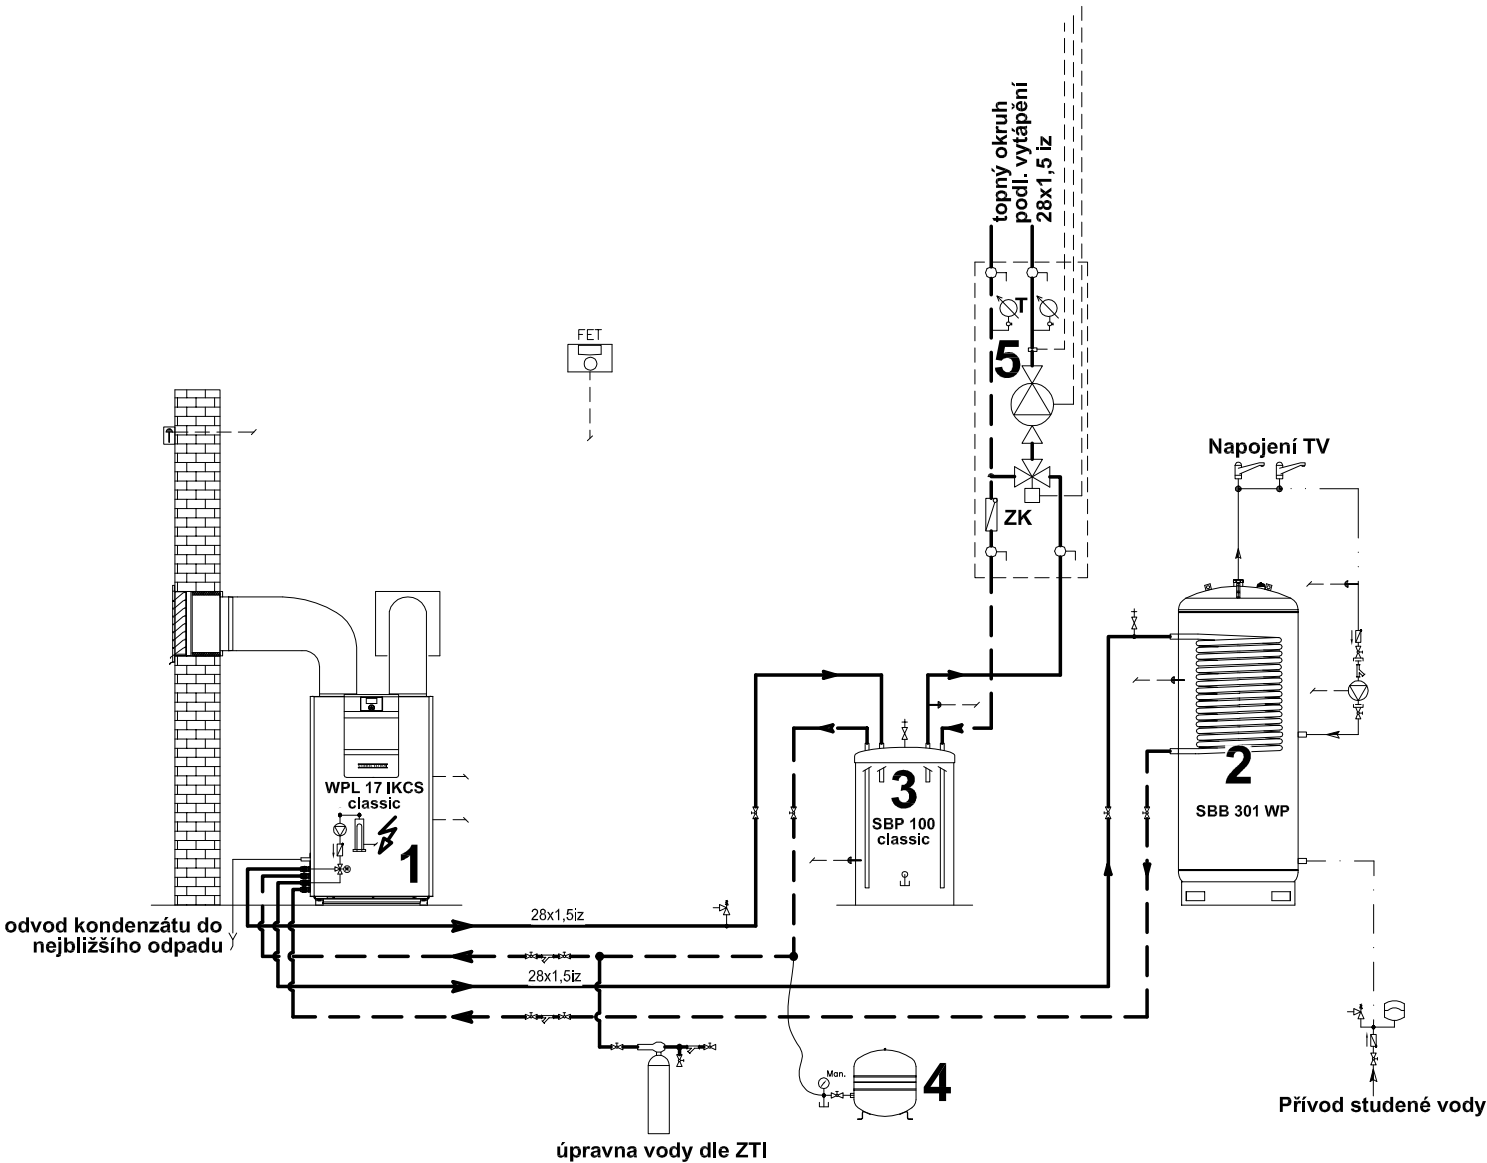 topný okruh
podl. vytápění
28x1,5 iz
FET
T
5
ZK
Napojení TV
WPL 17 IKCS
classic
1
3
SBP 100
classic
2
SBB 301 WP
odvod kondenzátu do
nejbližšího odpadu
28x1,5iz
28x1,5iz
Man.
4
Přívod studené vody
úpravna vody dle ZTI